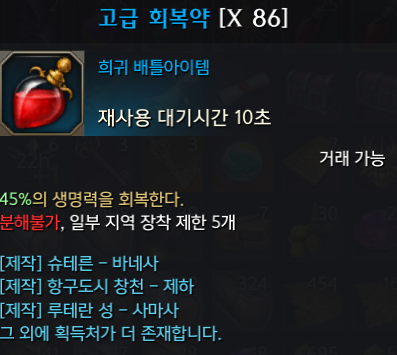 고급 회복약 [X 86]
희귀 배틀아이템
재사용 대기시간 10초
거래 가능
45%의 생명력을 회복한다.
분해불가, 일부 지역 장착 제한 5개
[제작] 슈테른 - 바네사
[제작] 항구도시 창천 - 제하
[제작] 루테란 성 - 사마사
그 외에 획득처가 더 존재합니다.